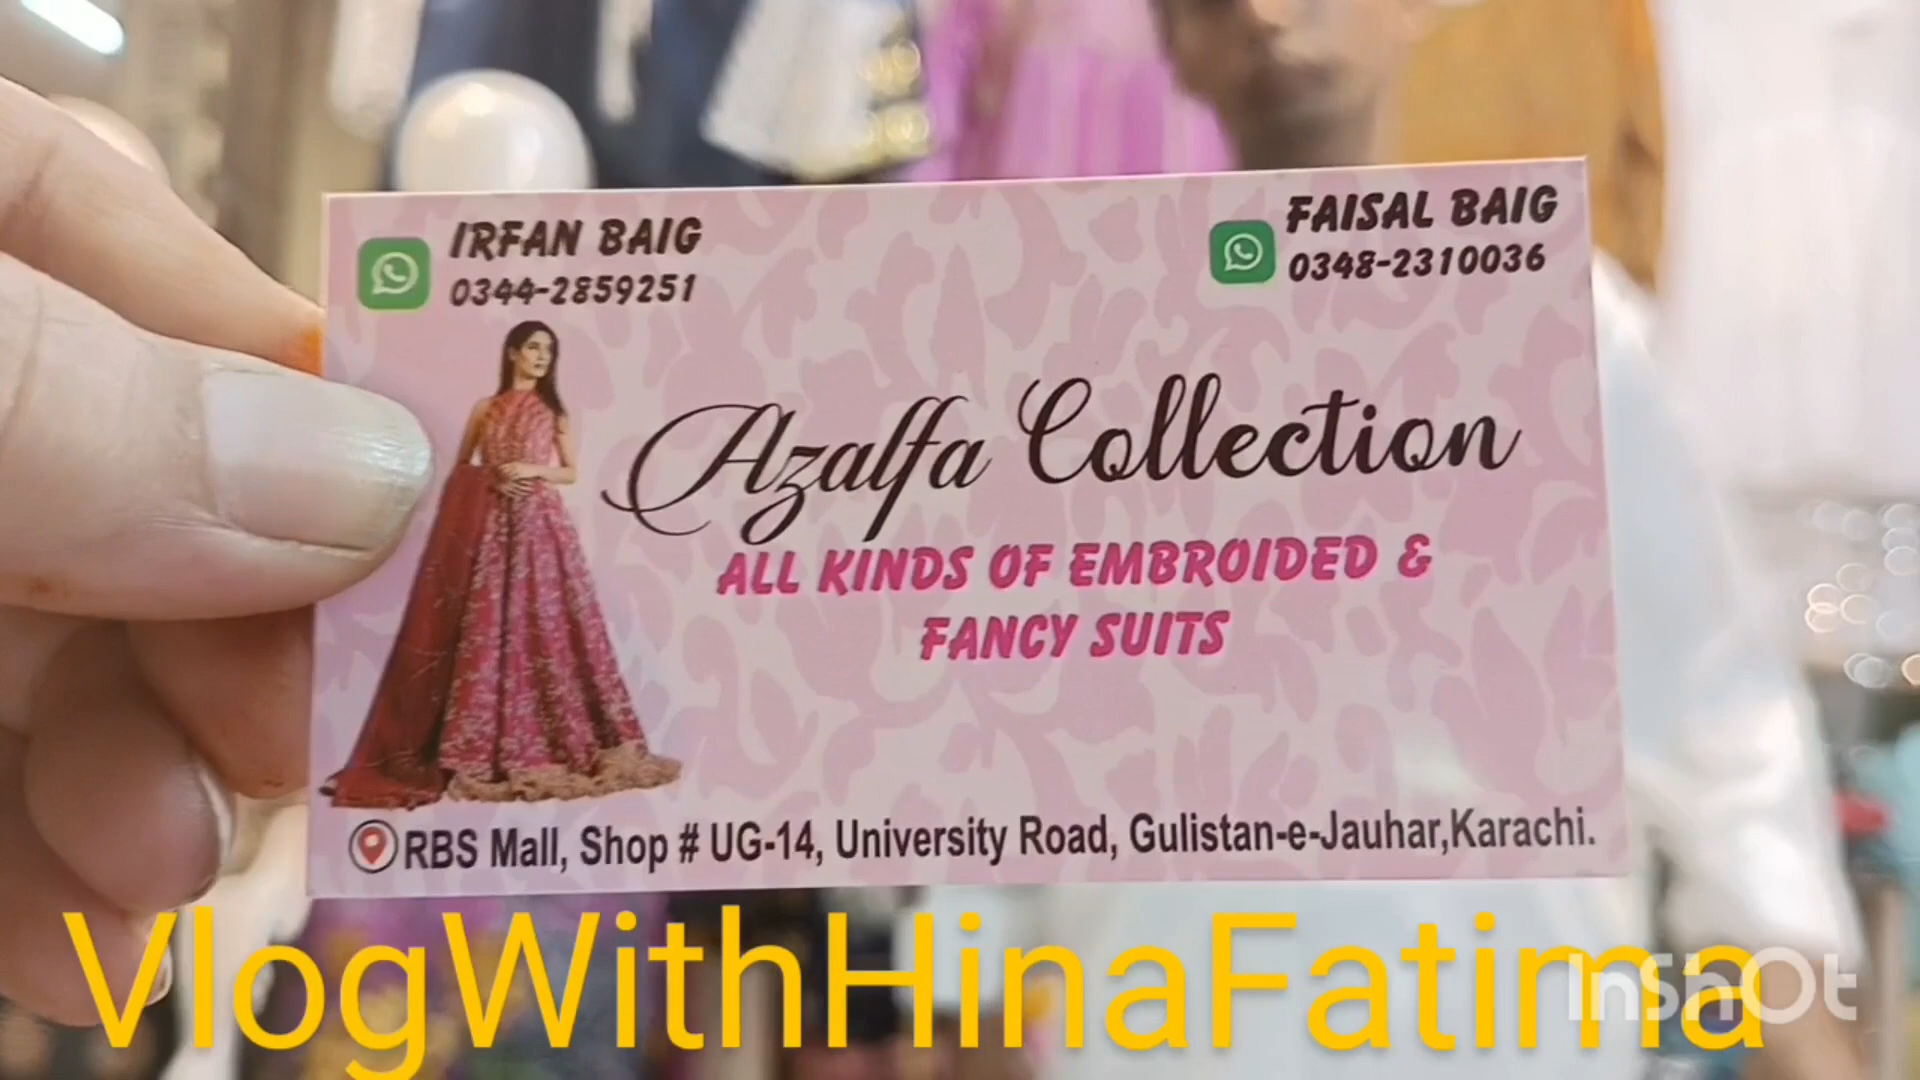 IRFAN BAIG
0344-2859251
FAISAL BAIG
0348-2310036
Azalfa Collection
ALL KINDS OF EMBROIDED &
FANCY SUITS
RBS Mall, Shop # UG-14, University Road, Gulistan-e-Jauhar,Karachi.
VlogWithHinaFatima
InShOt